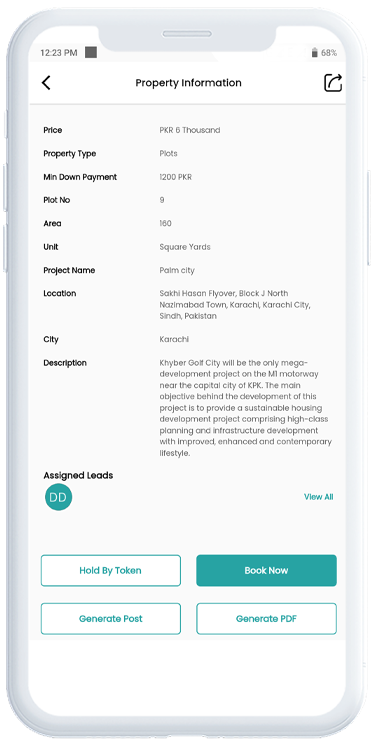 12:23 PM 68%
Property Information
Price PKR 6 Thousand
Property Type Plots
Min Down Payment 1200 PKR
Plot No 9
Area 160
Unit Square Yards
Project Name Palm city
Location Sakhi Hasan Flyover, Block J North
Nazimabad Town, Karachi, Karachi City,
Sindh, Pakistan
City Karachi
Description Khyber Golf City will be the only mega-
development project on the M1 motorway
near the capital city of KPK. The main
objective behind the development of this
project is to provide a sustainable housing
development project comprising high-class
planning and infrastructure development
with improved, enhanced and contemporary
lifestyle.
Assigned Leads
DD View All
Hold By Token Book Now
Generate Post Generate PDF